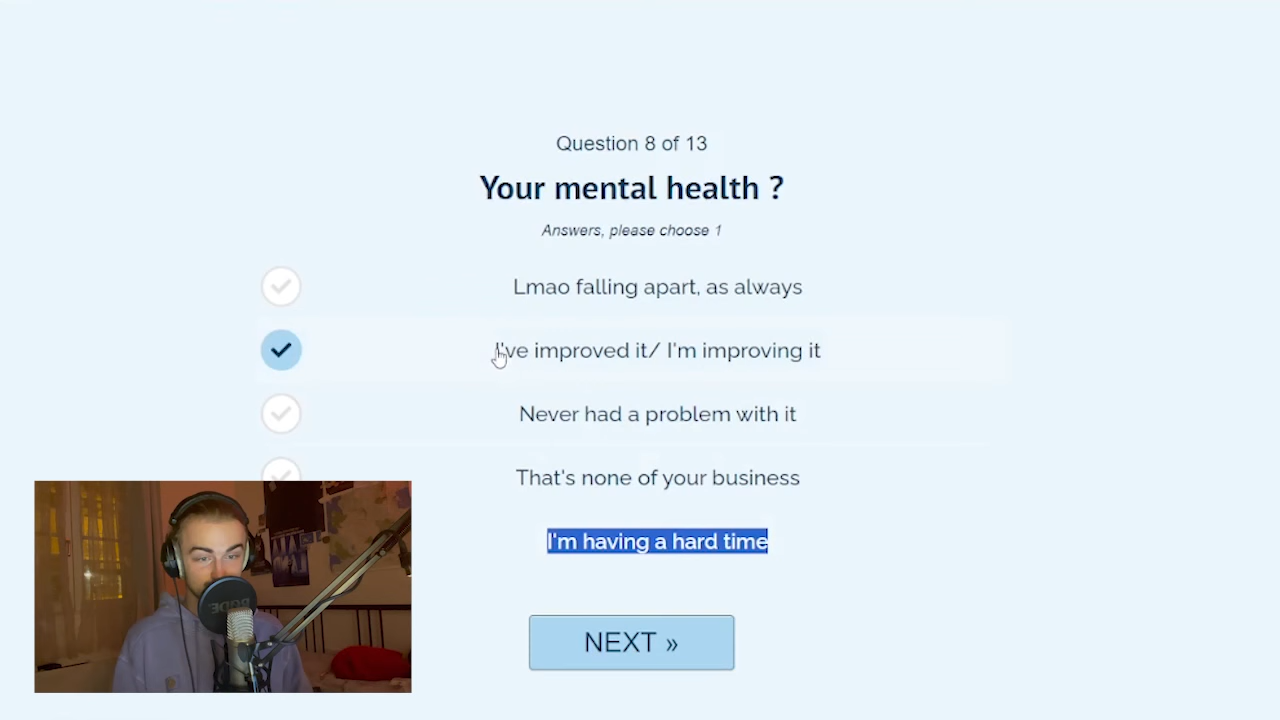 Question 8 of 13
Your mental health ?
Answers, please choose 1
Lmao falling apart, as always
I've improved it/ I'm improving it
Never had a problem with it
That's none of your business
I'm having a hard time
NEXT »
RODE